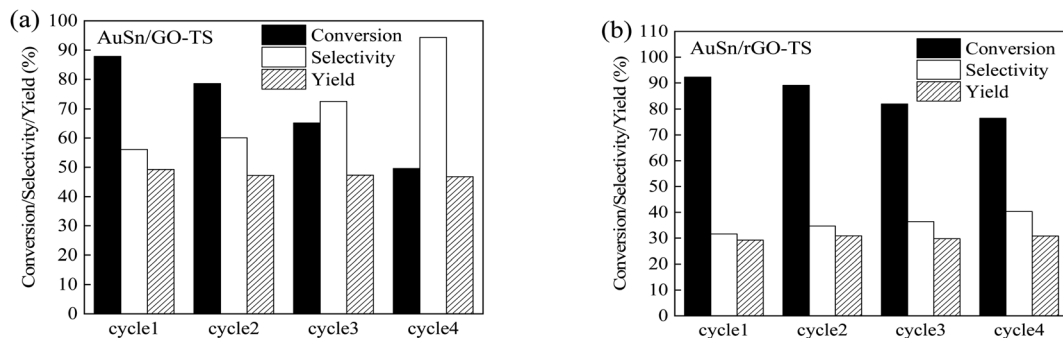 (a)
AuSn/GO-TS
Conversion
Selectivity
Yield
Conversion/Selectivity/Yield (%)
100
90
80
70
60
50
40
30
20
10
0
cycle1 cycle2 cycle3 cycle4
(b)
AuSn/rGO-TS
Conversion
Selectivity
Yield
Conversion/Selectivity/Yield (%)
110
100
90
80
70
60
50
40
30
20
10
0
cycle1 cycle2 cycle3 cycle4